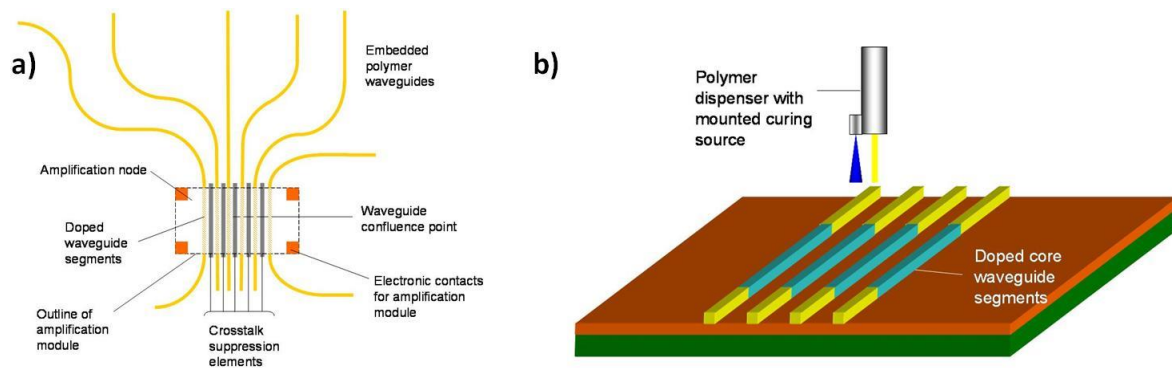 a)
Embedded
polymer
waveguides
Amplification node
Doped
waveguide
segments
Waveguide
confluence point
Outline of
amplification
module
Crosstalk
suppression
elements
Electronic contacts
for amplification
module
b)
Polymer
dispenser with
mounted curing
source
Doped core
waveguide
segments